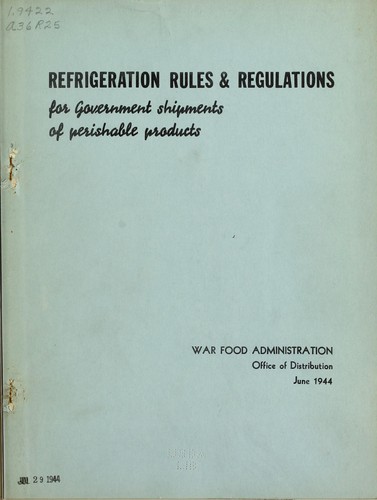 1.9422
A36R25
REFRIGERATION RULES & REGULATIONS
for Government shipments
of perishable products
WAR FOOD ADMINISTRATION
Office of Distribution
June 1944
29 1944